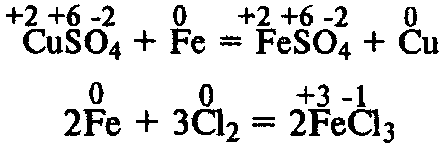 +2 +6 -2 0 +2 +6 -2 0
CuSO₄ + Fe = FeSO₄ + Cu
0 0 +3 -1
2Fe + 3Cl₂ = 2FeCl₃